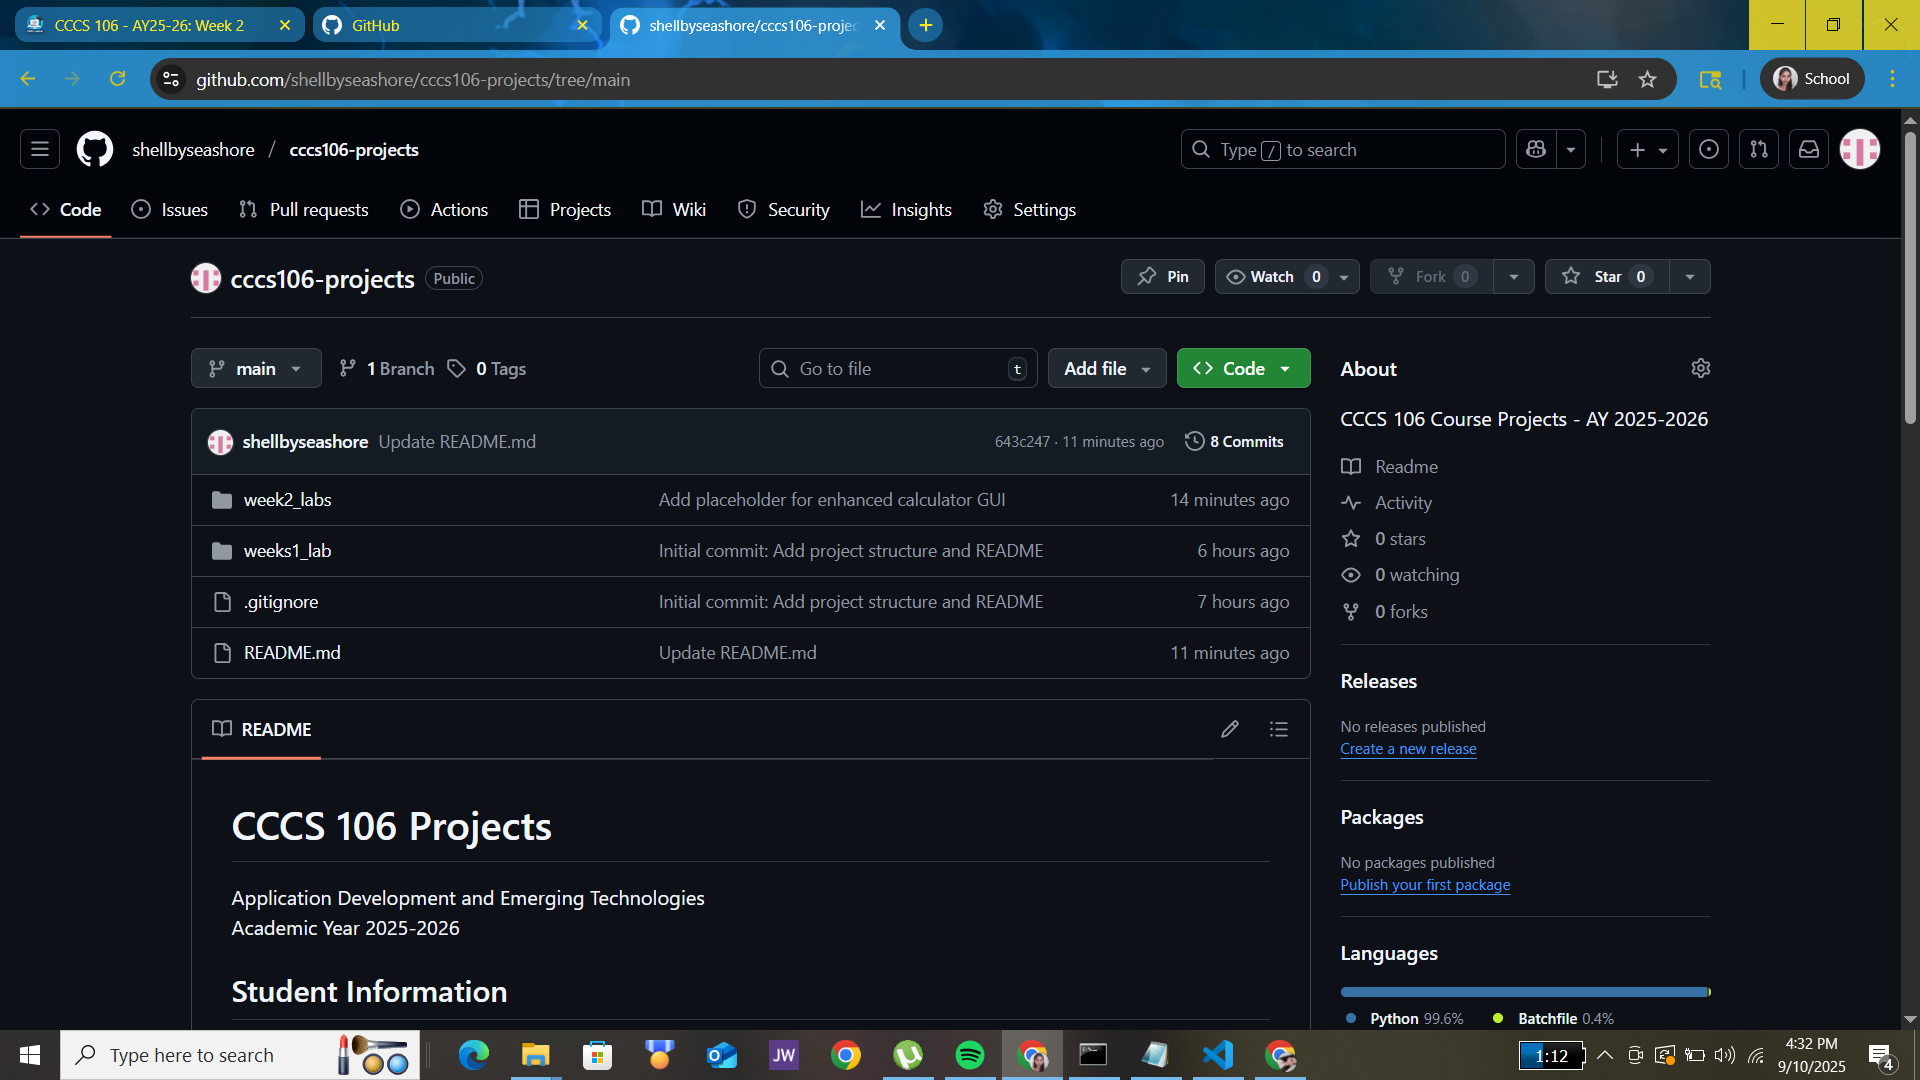 CCCS 106 - AY25-26: Week 2
GitHub
shellbyseashore/cccs106-projec
github.com/shellbyseashore/cccs106-projects/tree/main
School
shellbyseashore / cccs106-projects
Type / to search
Code
Issues
Pull requests
Actions
Projects
Wiki
Security
Insights
Settings
cccs106-projects
Public
Pin
Watch 0
Fork 0
Star 0
main
1 Branch
0 Tags
Go to file
t
Add file
Code
shellbyseashore Update README.md
643c247 · 11 minutes ago
8 Commits
week2_labs
Add placeholder for enhanced calculator GUI
14 minutes ago
weeks1_lab
Initial commit: Add project structure and README
6 hours ago
.gitignore
Initial commit: Add project structure and README
7 hours ago
README.md
Update README.md
11 minutes ago
README
CCCS 106 Projects
Application Development and Emerging Technologies
Academic Year 2025-2026
Student Information
About
CCCS 106 Course Projects - AY 2025-2026
Readme
Activity
0 stars
0 watching
0 forks
Releases
No releases published
Create a new release
Packages
No packages published
Publish your first package
Languages
Python 99.6%
Batchfile 0.4%
Type here to search
JW
1:12
4:32 PM
9/10/2025
4